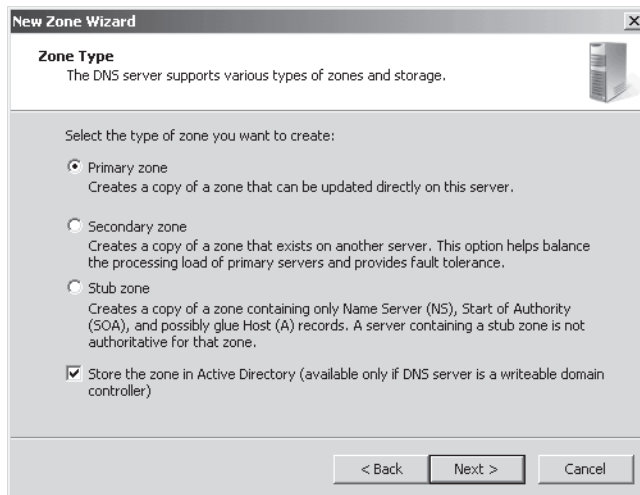 New Zone Wizard
Zone Type
The DNS server supports various types of zones and storage.
Select the type of zone you want to create:
Primary zone
Creates a copy of a zone that can be updated directly on this server.
Secondary zone
Creates a copy of a zone that exists on another server. This option helps balance
the processing load of primary servers and provides fault tolerance.
Stub zone
Creates a copy of a zone containing only Name Server (NS), Start of Authority
(SOA), and possibly glue Host (A) records. A server containing a stub zone is not
authoritative for that zone.
Store the zone in Active Directory (available only if DNS server is a writeable domain
controller)
< Back Next > Cancel